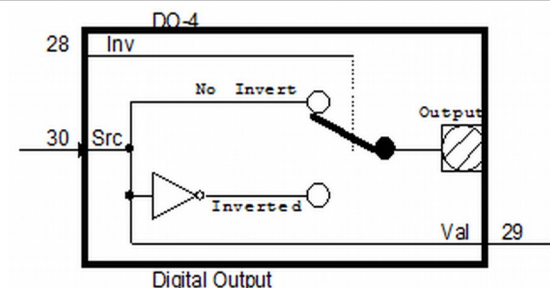 DO-4
28 Inv
No Invert
Output
30 Src
Inverted
Val 29
Digital Output